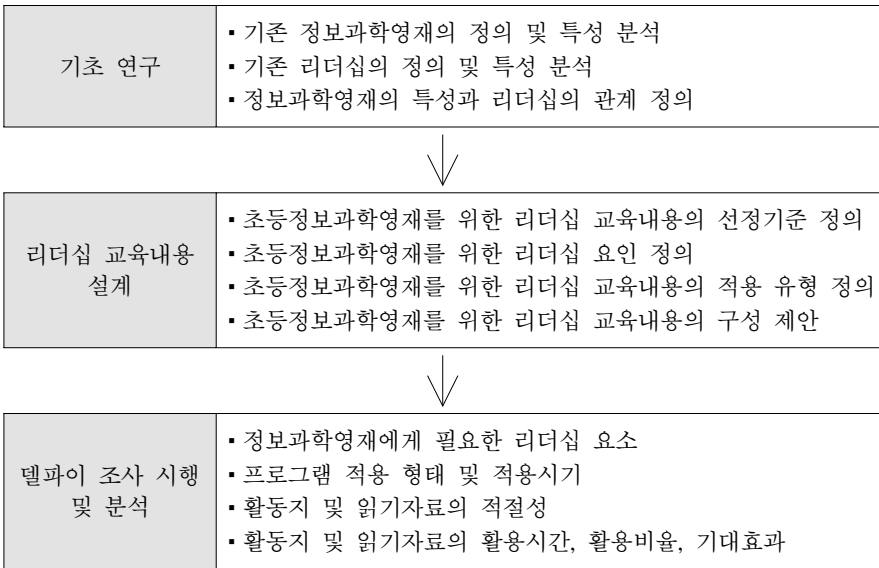 기초 연구
▪ 기존 정보과학영재의 정의 및 특성 분석
▪ 기존 리더십의 정의 및 특성 분석
▪ 정보과학영재의 특성과 리더십의 관계 정의
리더십 교육내용
설계
▪ 초등정보과학영재를 위한 리더십 교육내용의 선정기준 정의
▪ 초등정보과학영재를 위한 리더십 요인 정의
▪ 초등정보과학영재를 위한 리더십 교육내용의 적용 유형 정의
▪ 초등정보과학영재를 위한 리더십 교육내용의 구성 제안
델파이 조사 시행
및 분석
▪ 정보과학영재에게 필요한 리더십 요소
▪ 프로그램 적용 형태 및 적용시기
▪ 활동지 및 읽기자료의 적절성
▪ 활동지 및 읽기자료의 활용시간, 활용비율, 기대효과